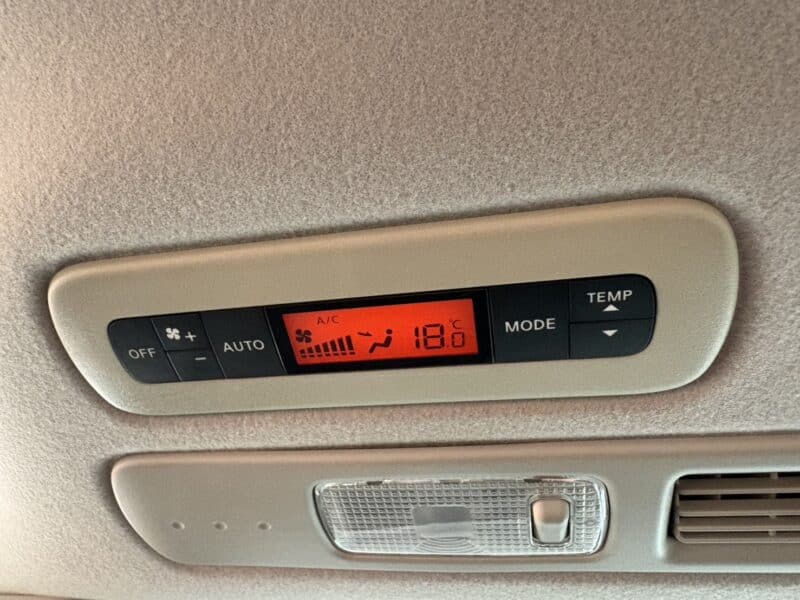 OFF
+
-
AUTO
A/C
18.0 °C
MODE
TEMP